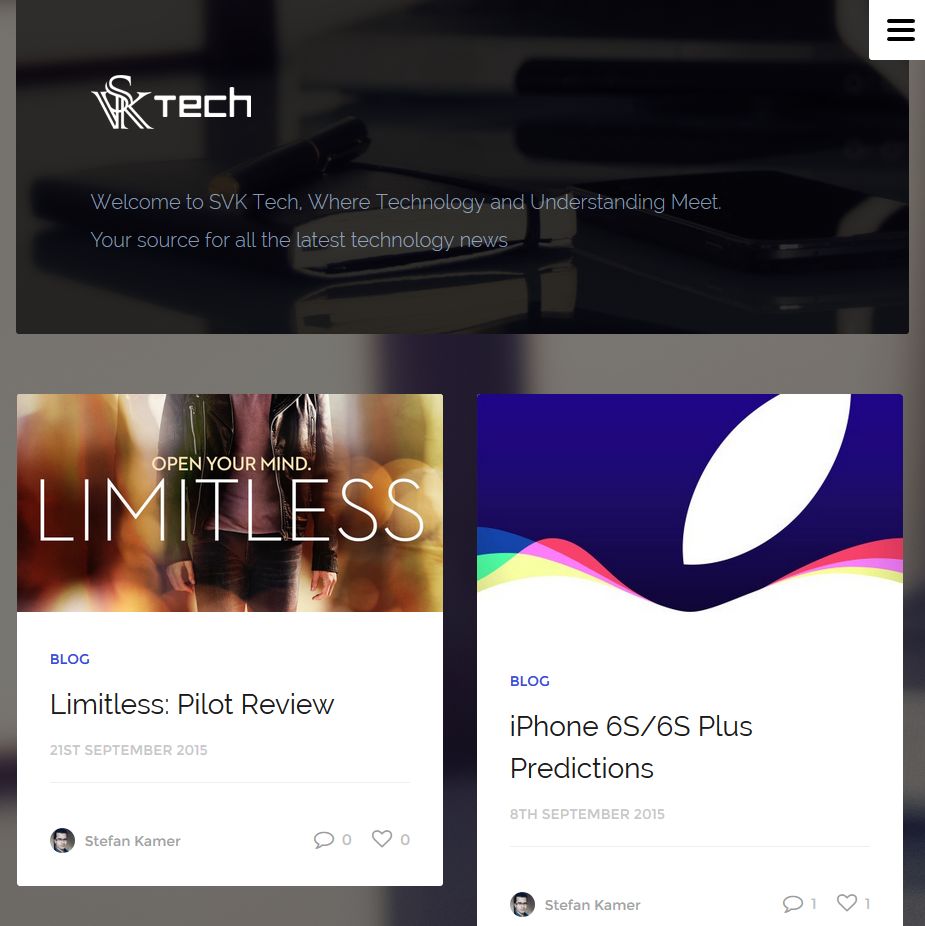 SVK Tech
Welcome to SVK Tech, Where Technology and Understanding Meet.
Your source for all the latest technology news
OPEN YOUR MIND.
LIMITLESS
BLOG
Limitless: Pilot Review
21ST SEPTEMBER 2015
Stefan Kamer 0 0
BLOG
iPhone 6S/6S Plus
Predictions
8TH SEPTEMBER 2015
Stefan Kamer 1 1